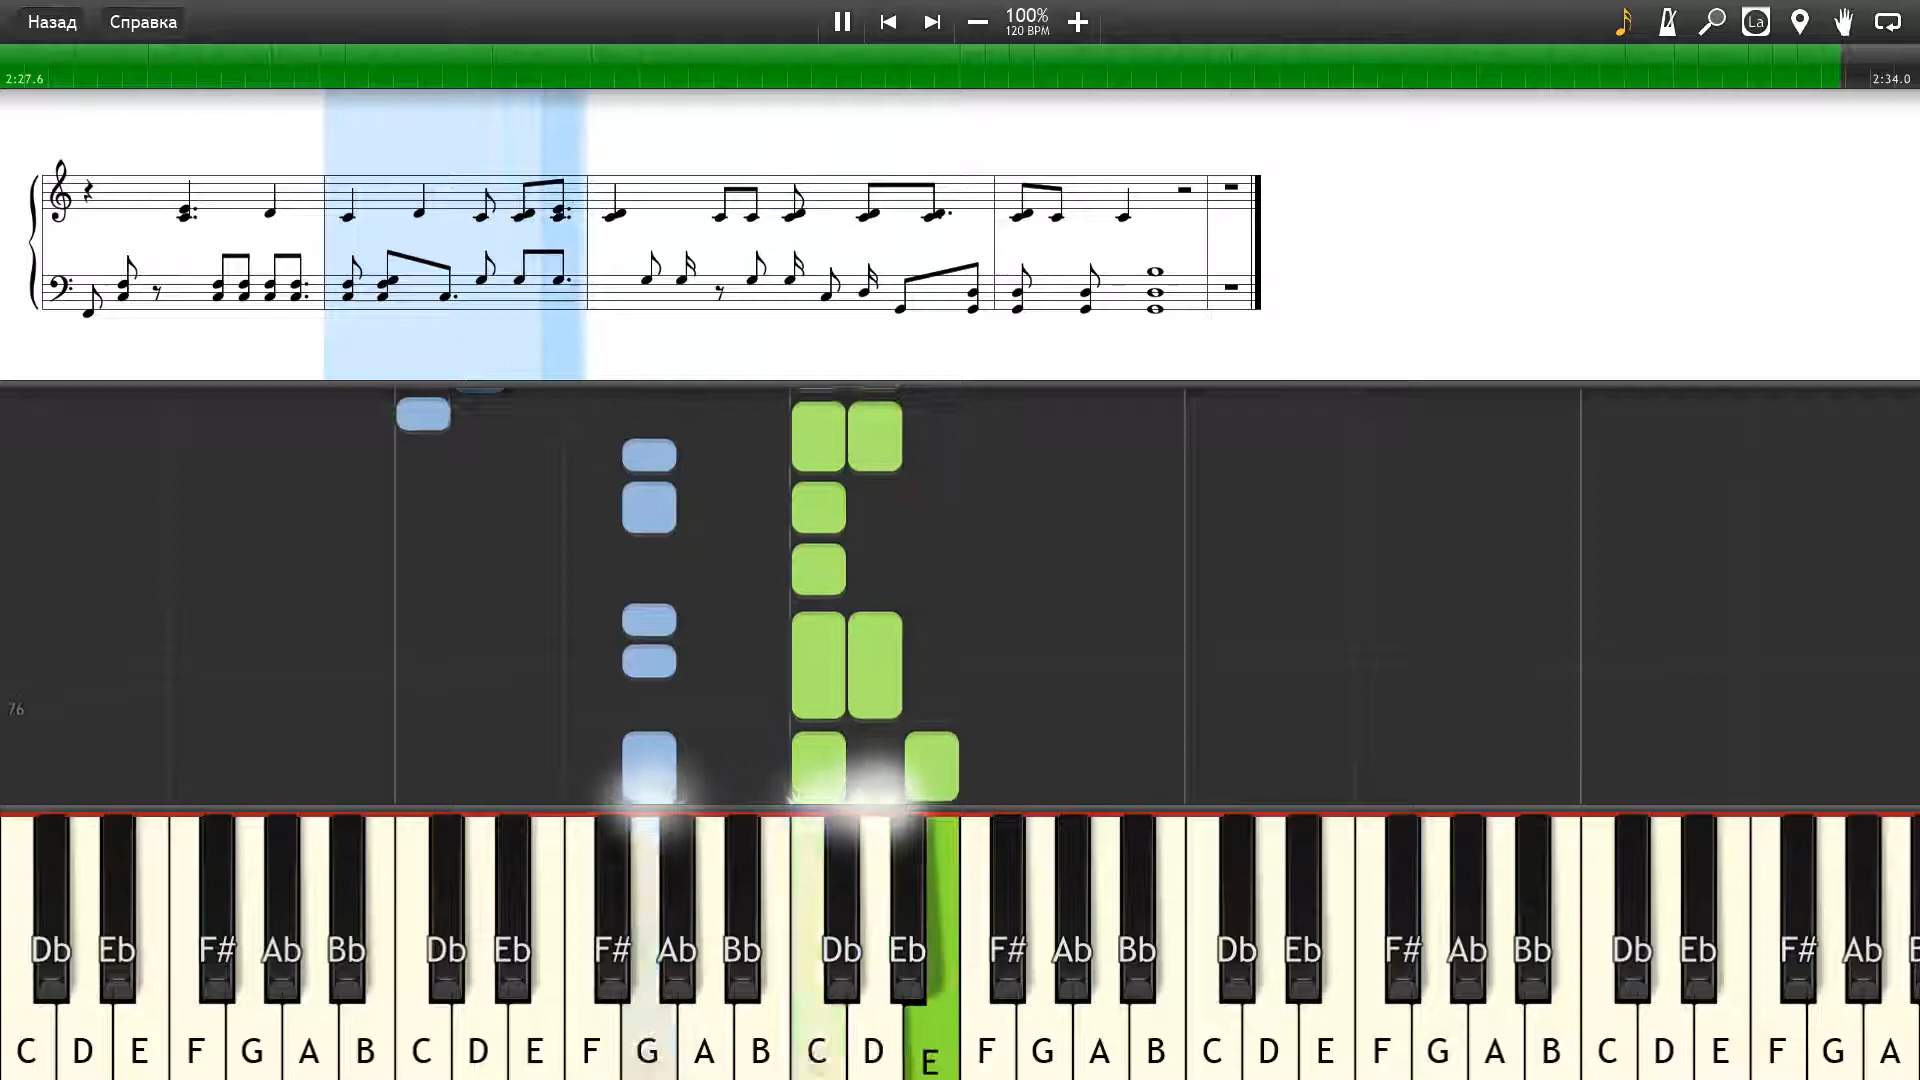 Назад Справка 100% La
120 BPM
2:27.6 2:34.0
76
Db Eb F# Ab Bb Db Eb F# Ab Bb Db Eb F# Ab Bb Db Eb F# Ab Bb Db Eb F# Ab B
C D E F G A B C D E F G A B C D E F G A B C D E F G A B C D E F G A